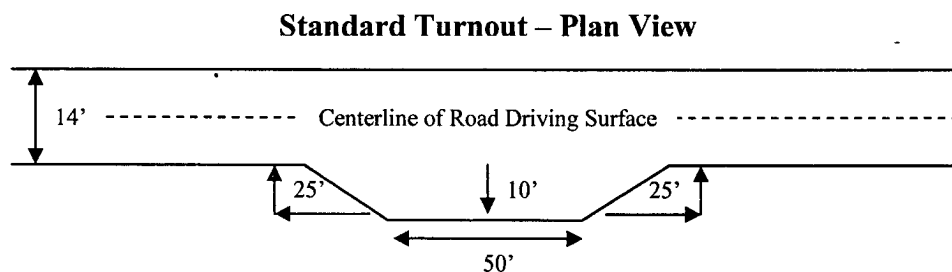 Standard Turnout – Plan View
14’
Centerline of Road Driving Surface
25’
10’
25’
50’